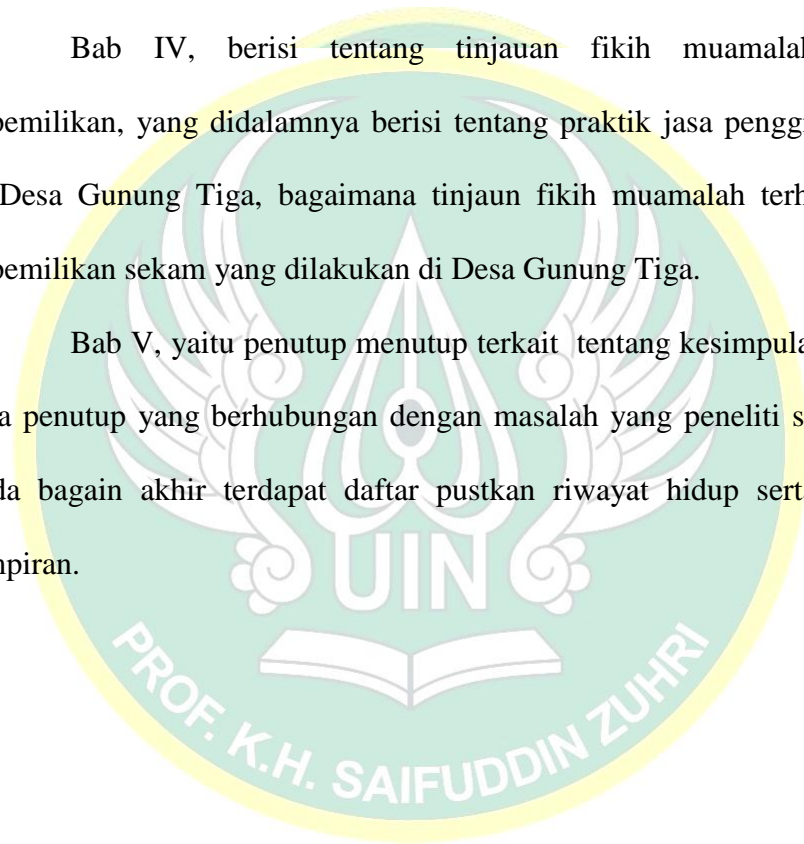 Bab IV, berisi tentang tinjauan fikih muamalah
pemilikan, yang didalamnya berisi tentang praktik jasa pengg
Desa Gunung Tiga, bagaimana tinjaun fikih muamalah terh
pemilikan sekam yang dilakukan di Desa Gunung Tiga.
Bab V, yaitu penutup menutup terkait tentang kesimpula
a penutup yang berhubungan dengan masalah yang peneliti s
da bagain akhir terdapat daftar pustkan riwayat hidup serta
mpiran.
UIN
PROF. K.H. SAIFUDDIN ZUHRI